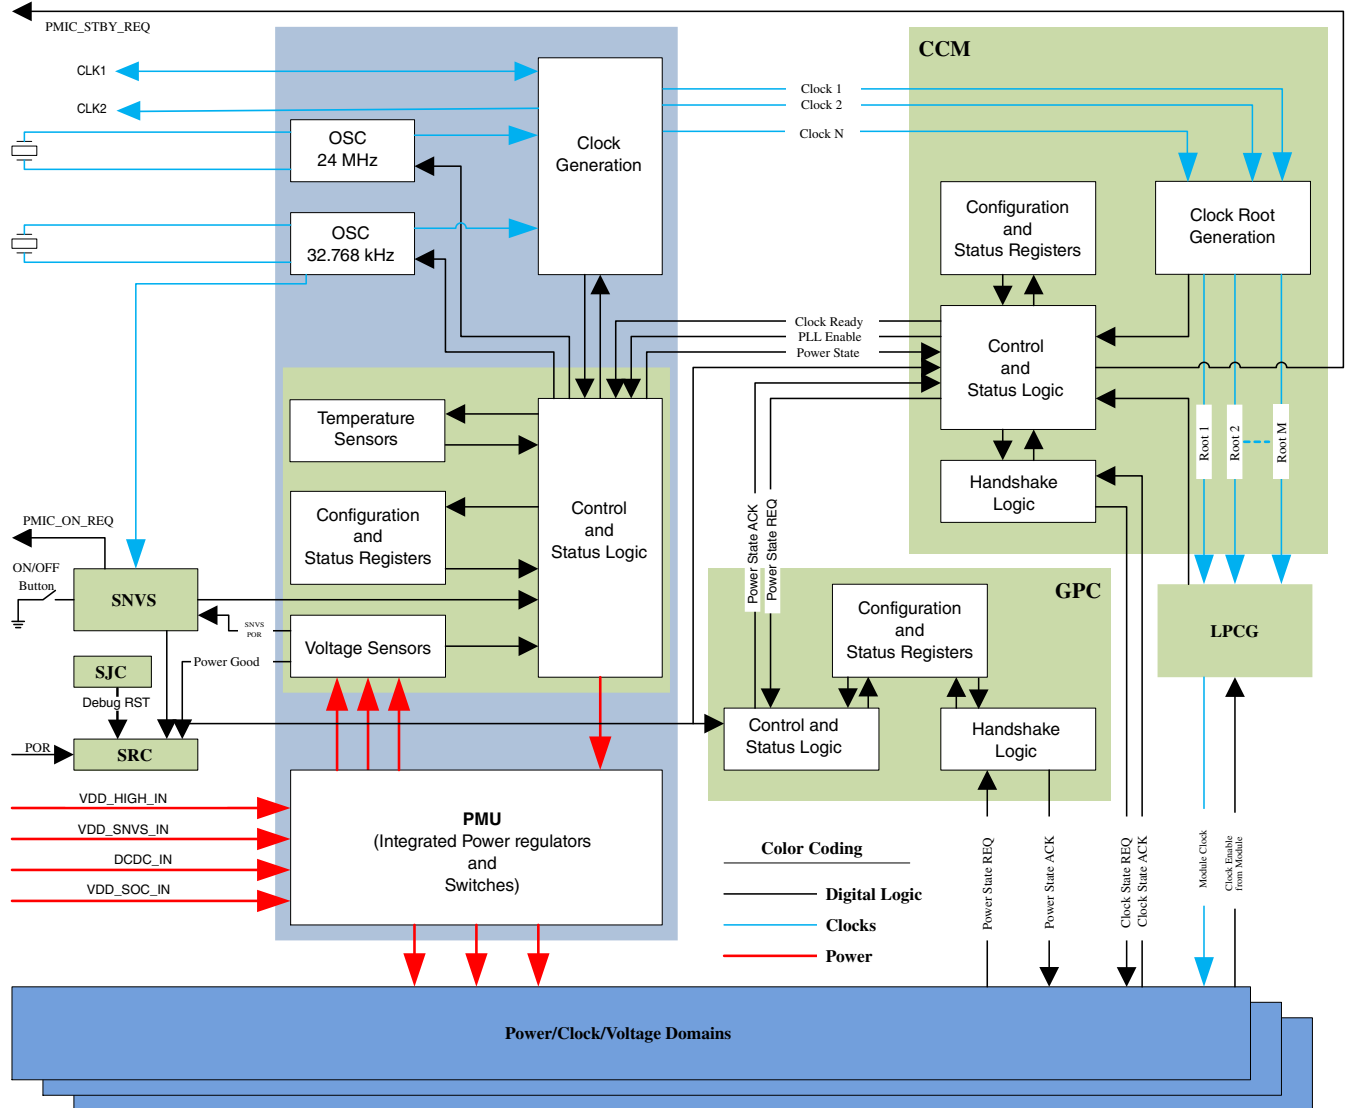 PMIC_STBY_REQ
CCM
CLK1
CLK2
Clock 1
Clock 2
Clock N
OSC
24 MHz
Clock
Generation
OSC
32.768 kHz
Configuration
and
Status Registers
Clock Root
Generation
Clock Ready
PLL Enable
Power State
Control
and
Status Logic
Temperature
Sensors
Root 1
Root 2
Root M
Handshake
Logic
Configuration
and
Status Registers
Control
and
Status Logic
PMIC_ON_REQ
ON/OFF
Button
SNVS
SNVS
POR
Voltage Sensors
Power Good
SJC
Debug RST
POR
SRC
Power State ACK
Power State REQ
GPC
Configuration
and
Status Registers
LPCG
Control and
Status Logic
Handshake
Logic
VDD_HIGH_IN
VDD_SNVS_IN
DCDC_IN
VDD_SOC_IN
PMU
(Integrated Power regulators
and
Switches)
Color Coding
Digital Logic
Clocks
Power
Power State REQ
Power State ACK
Clock State REQ
Clock State ACK
Module Clock
Clock Enable
from Module
Power/Clock/Voltage Domains